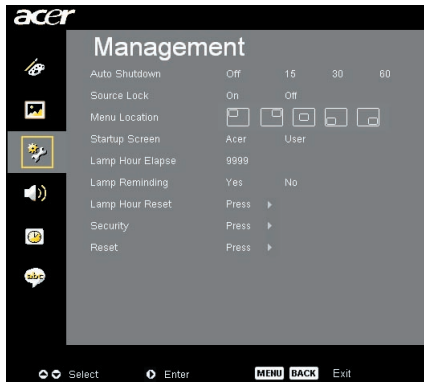 acer
Management
Auto Shutdown Off 15 30 60
Source Lock On Off
Menu Location
Startup Screen Acer User
Lamp Hour Elapse 9999
Lamp Reminding Yes No
Lamp Hour Reset Press
Security Press
Reset Press
abc
Select Enter MENU BACK Exit